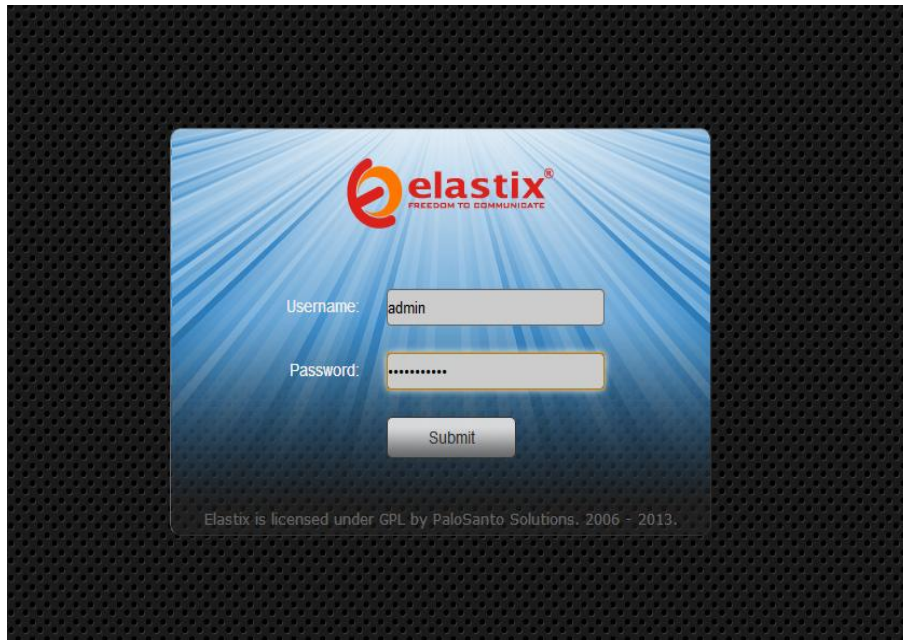 elastix®
FREEDOM TO COMMUNICATE
Username: admin
Password: •••••••••••
Submit
Elastix is licensed under GPL by PaloSanto Solutions. 2006 - 2013.